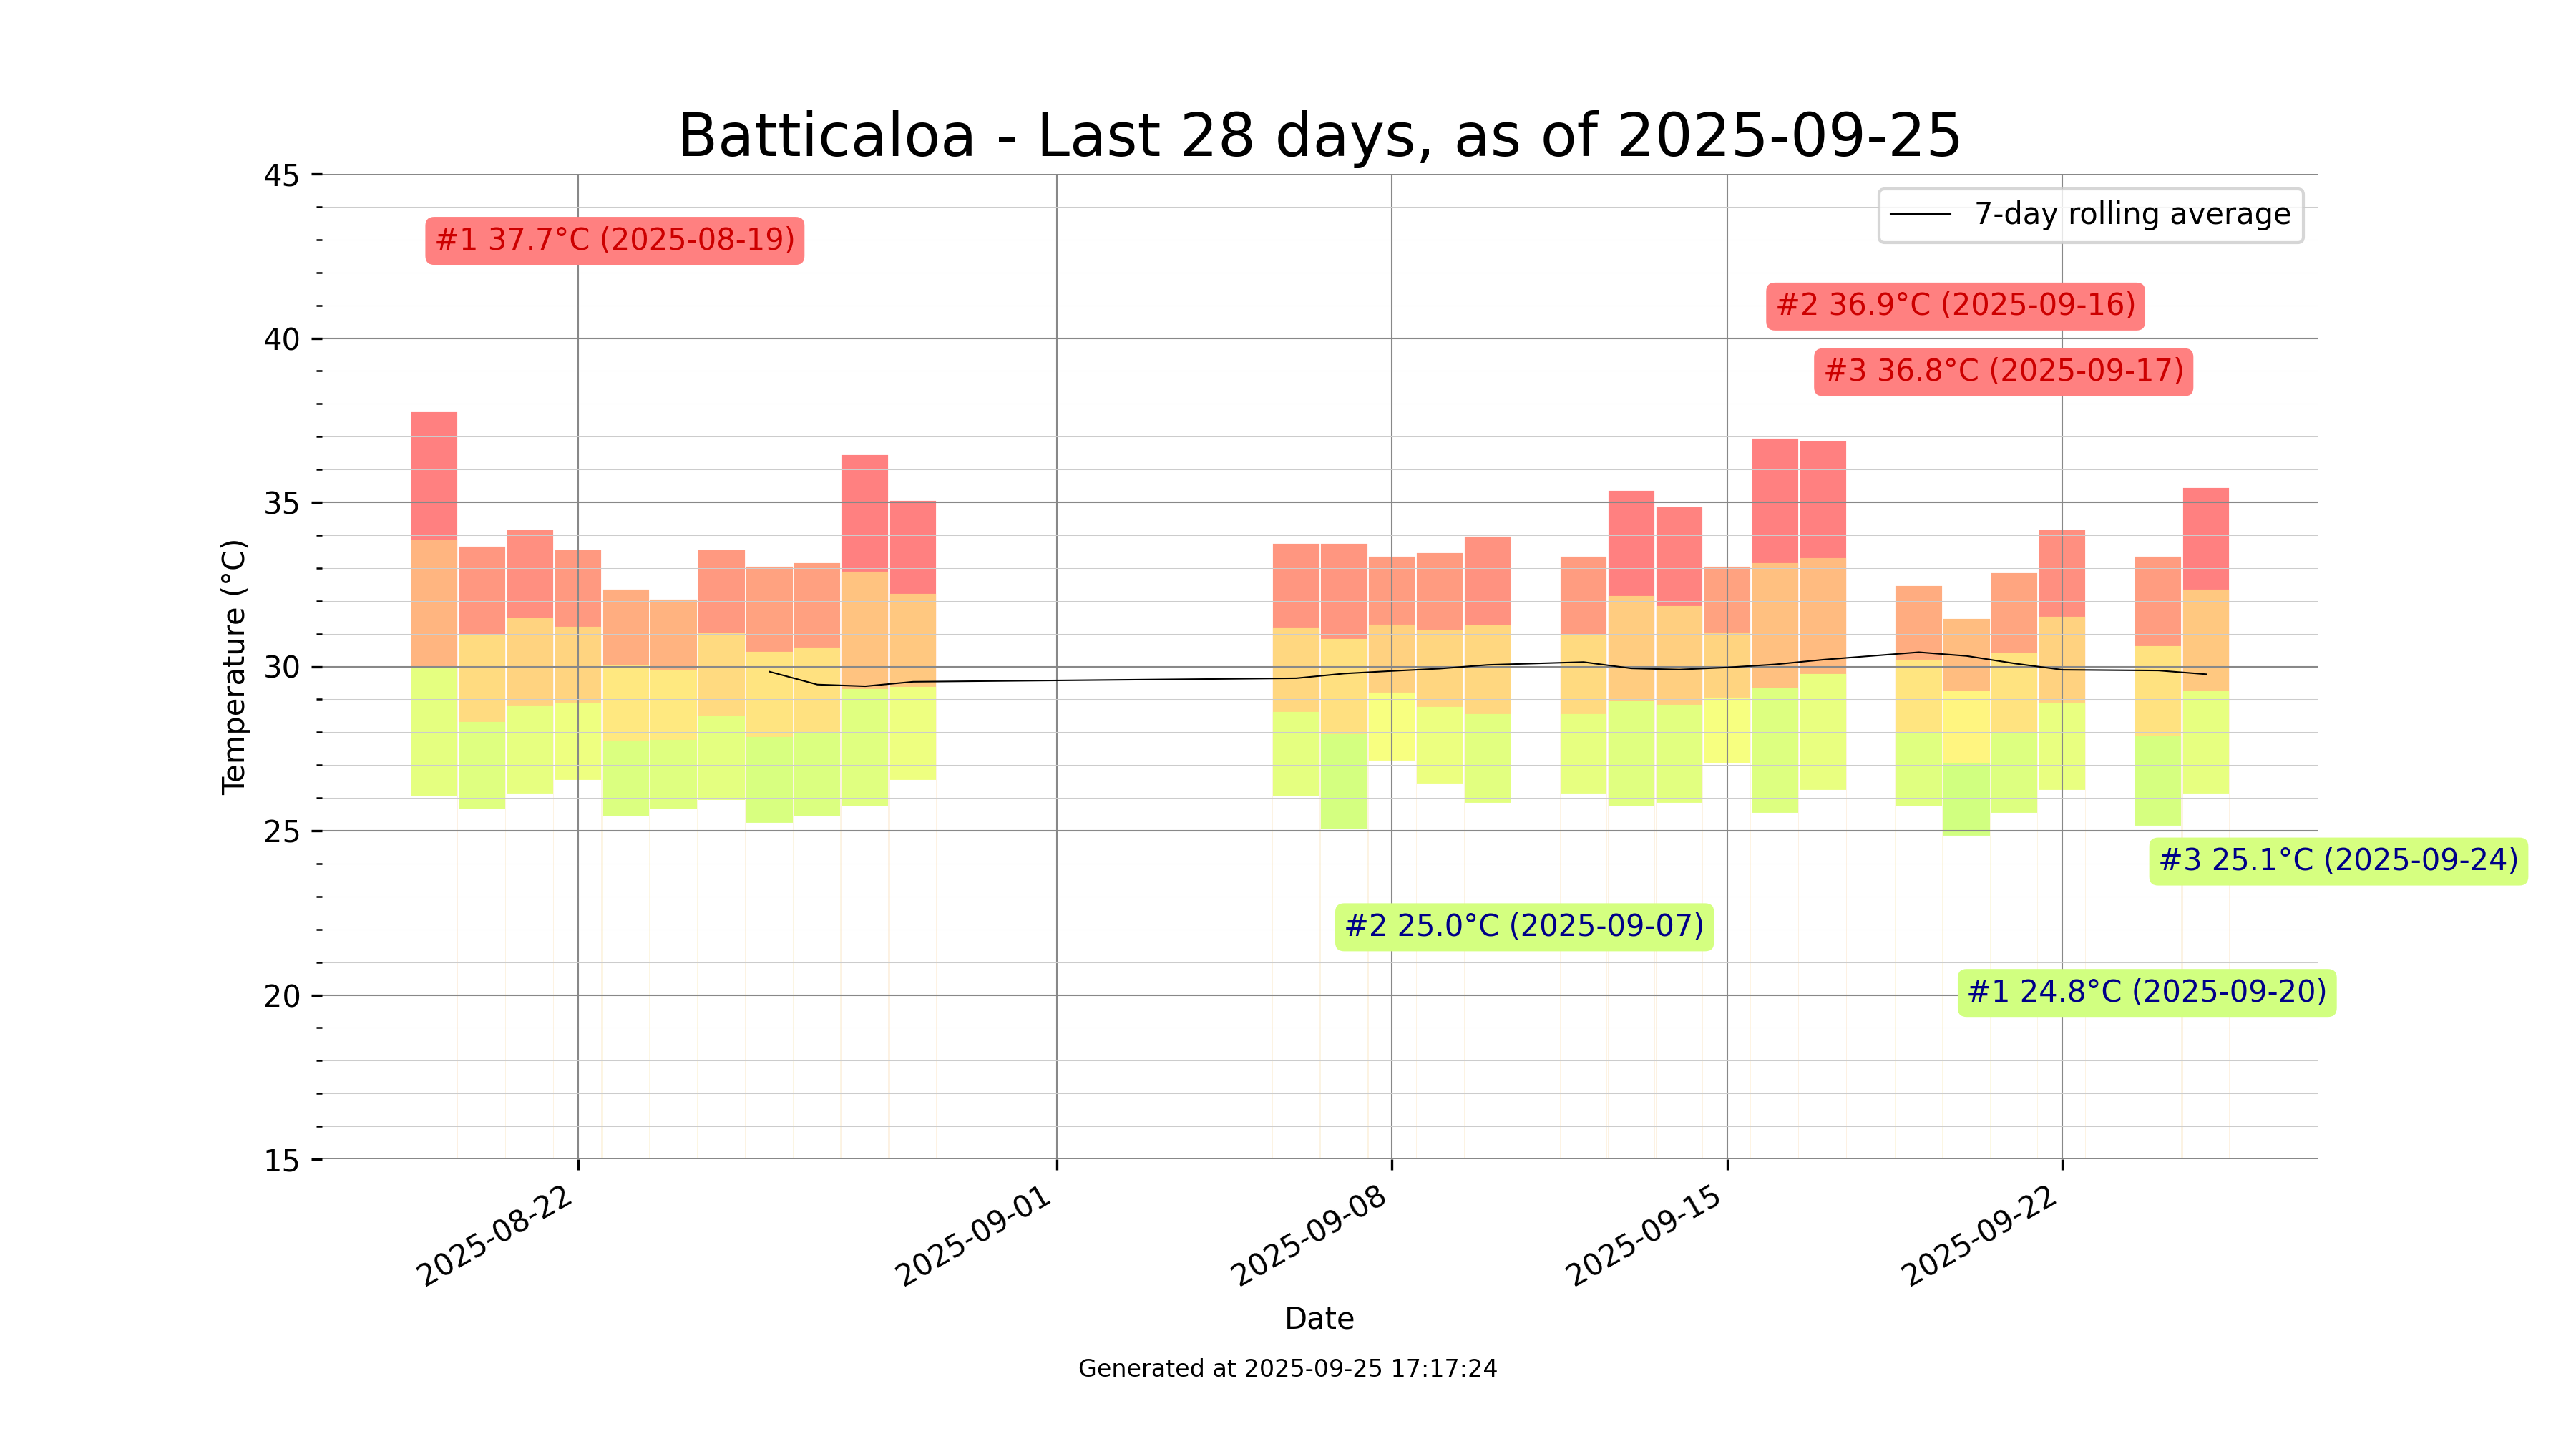 Batticaloa - Last 28 days, as of 2025-09-25
45
7-day rolling average
#1 37.7°C (2025-08-19)
#2 36.9°C (2025-09-16)
40
#3 36.8°C (2025-09-17)
35
Temperature (°C)
30
25
#3 25.1°C (2025-09-24)
#2 25.0°C (2025-09-07)
20
#1 24.8°C (2025-09-20)
15
2025-08-22
2025-09-01
2025-09-08
2025-09-15
2025-09-22
Date
Generated at 2025-09-25 17:17:24